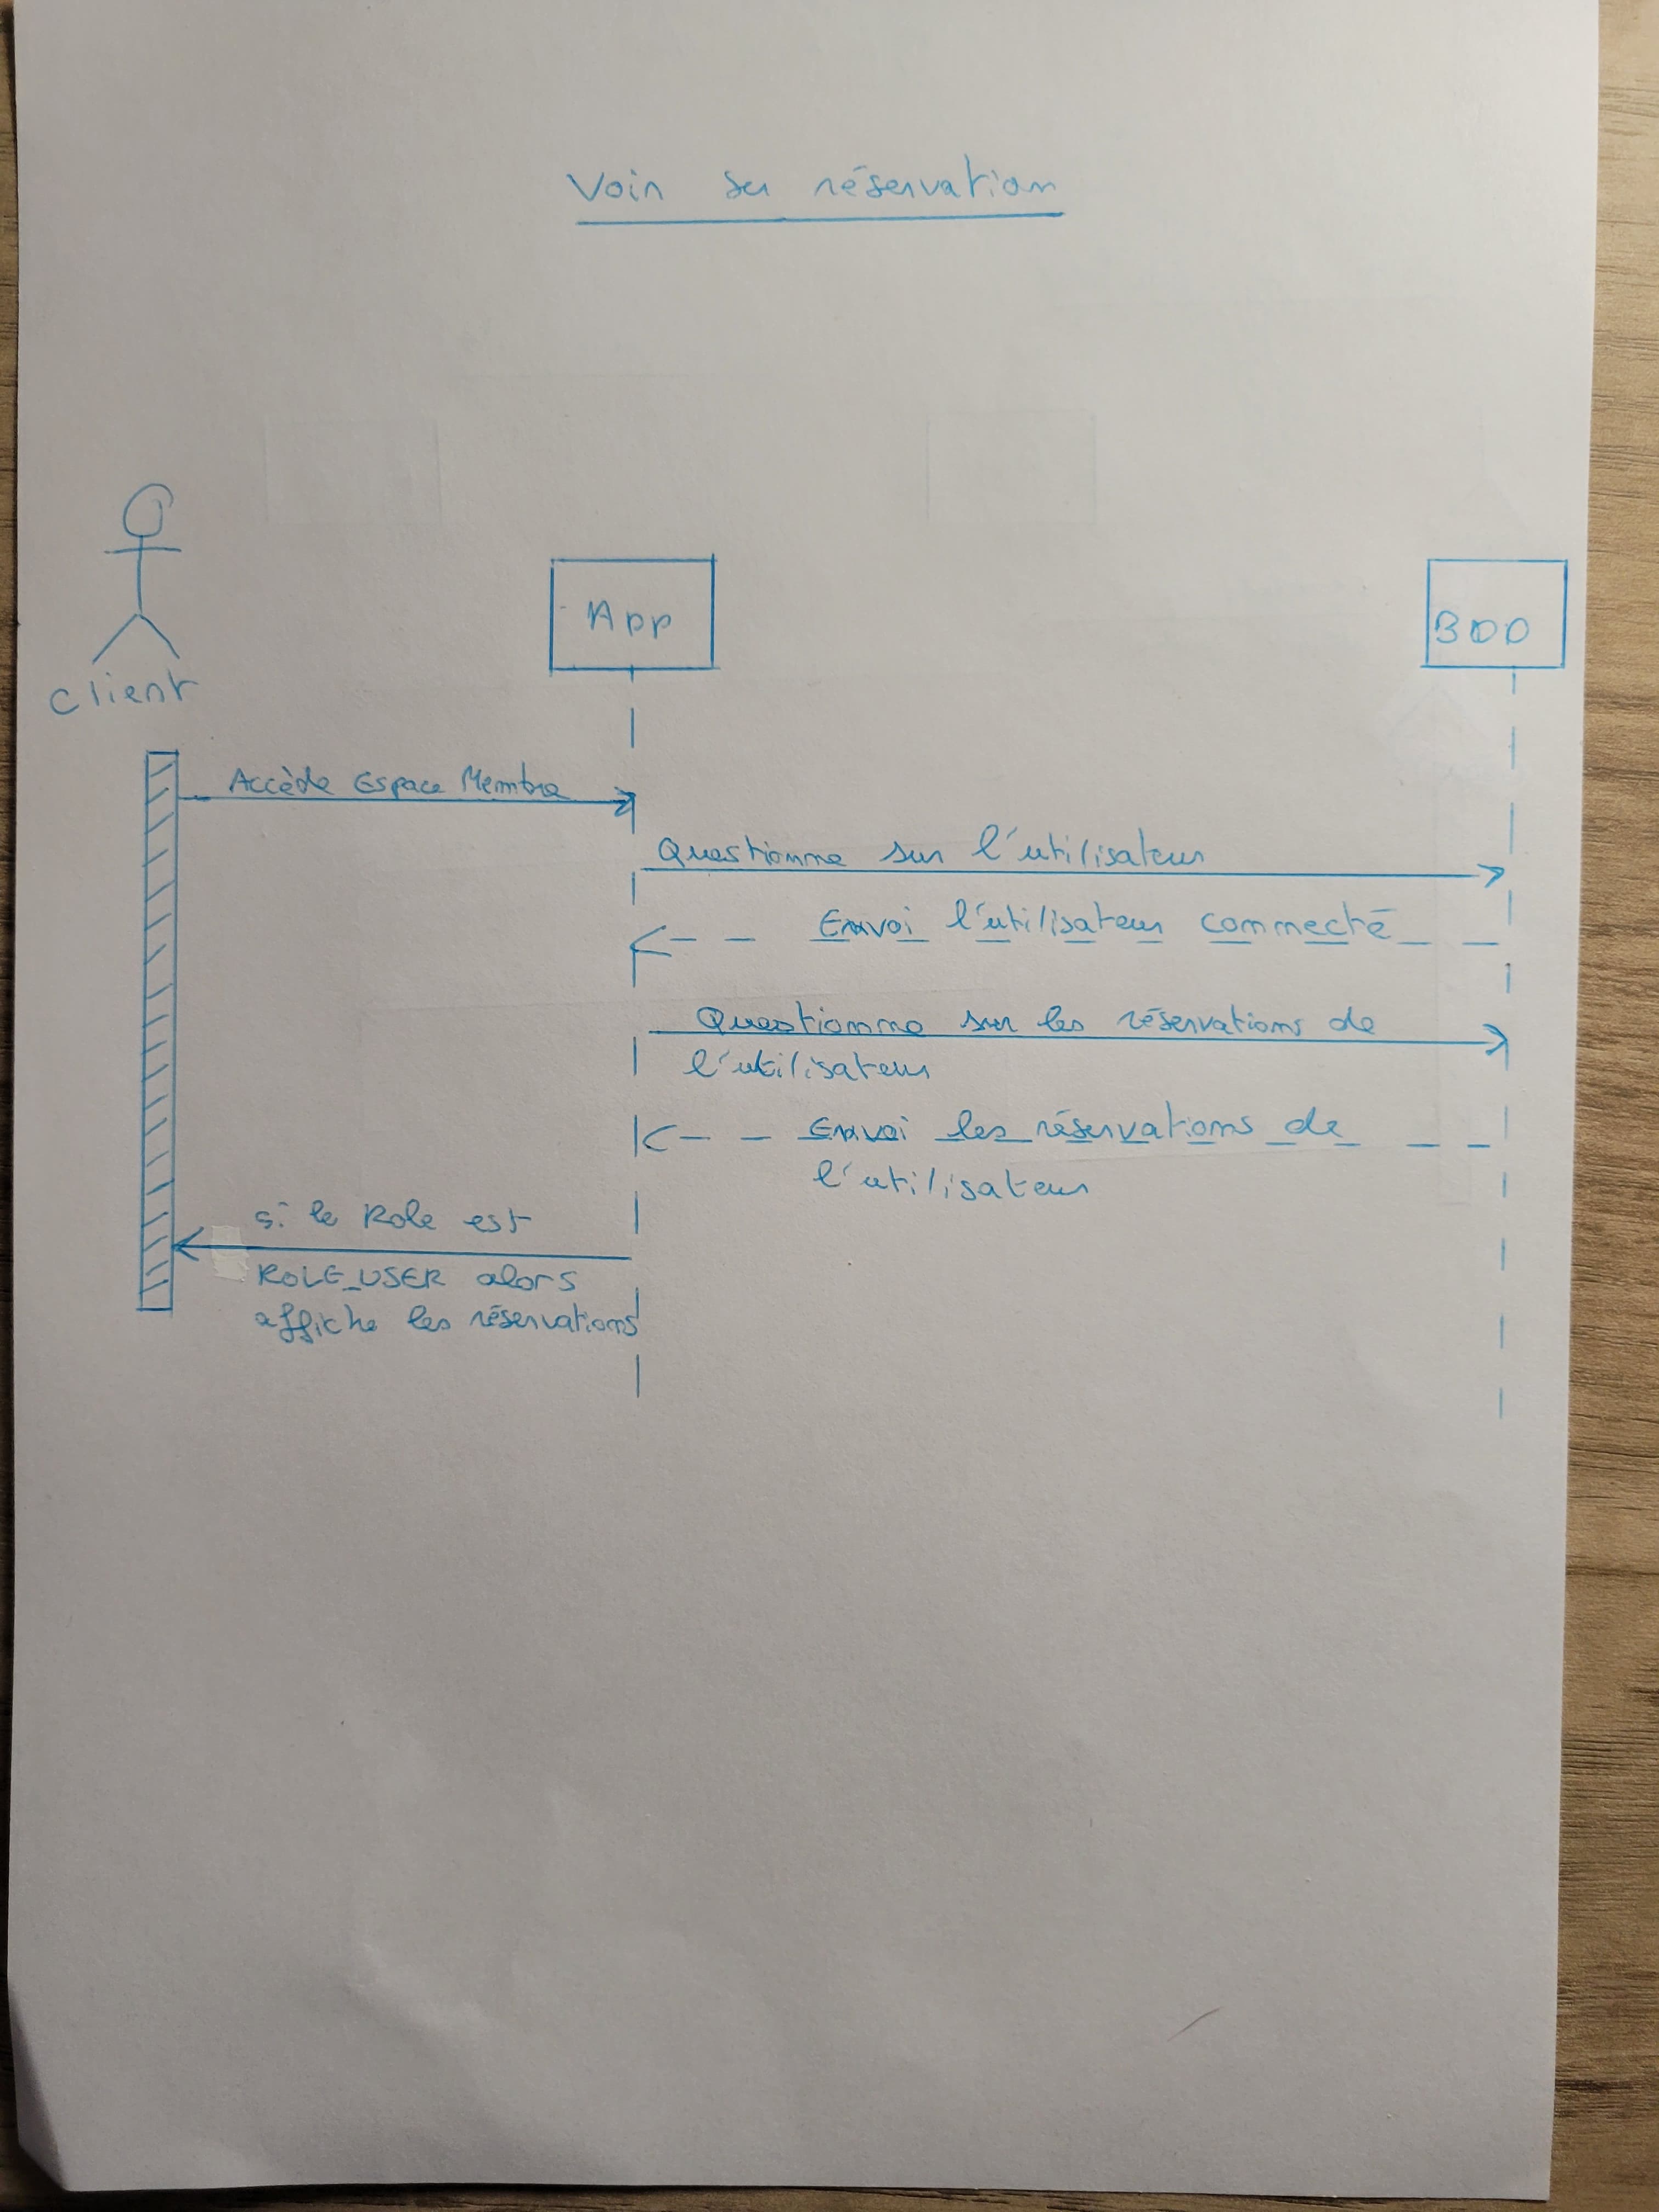 Voir sa réservation
Client
App
BDD
Accède Espace Membre
Questionne sur l'utilisateur
Envoi l'utilisateur connecté
Questionne sur les réservations de
l'utilisateur
Envoi les réservations de
l'utilisateur
si le Role est
ROLE_USER alors
affiche les réservations